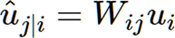 û_{j|i} = W_{ij}u_i